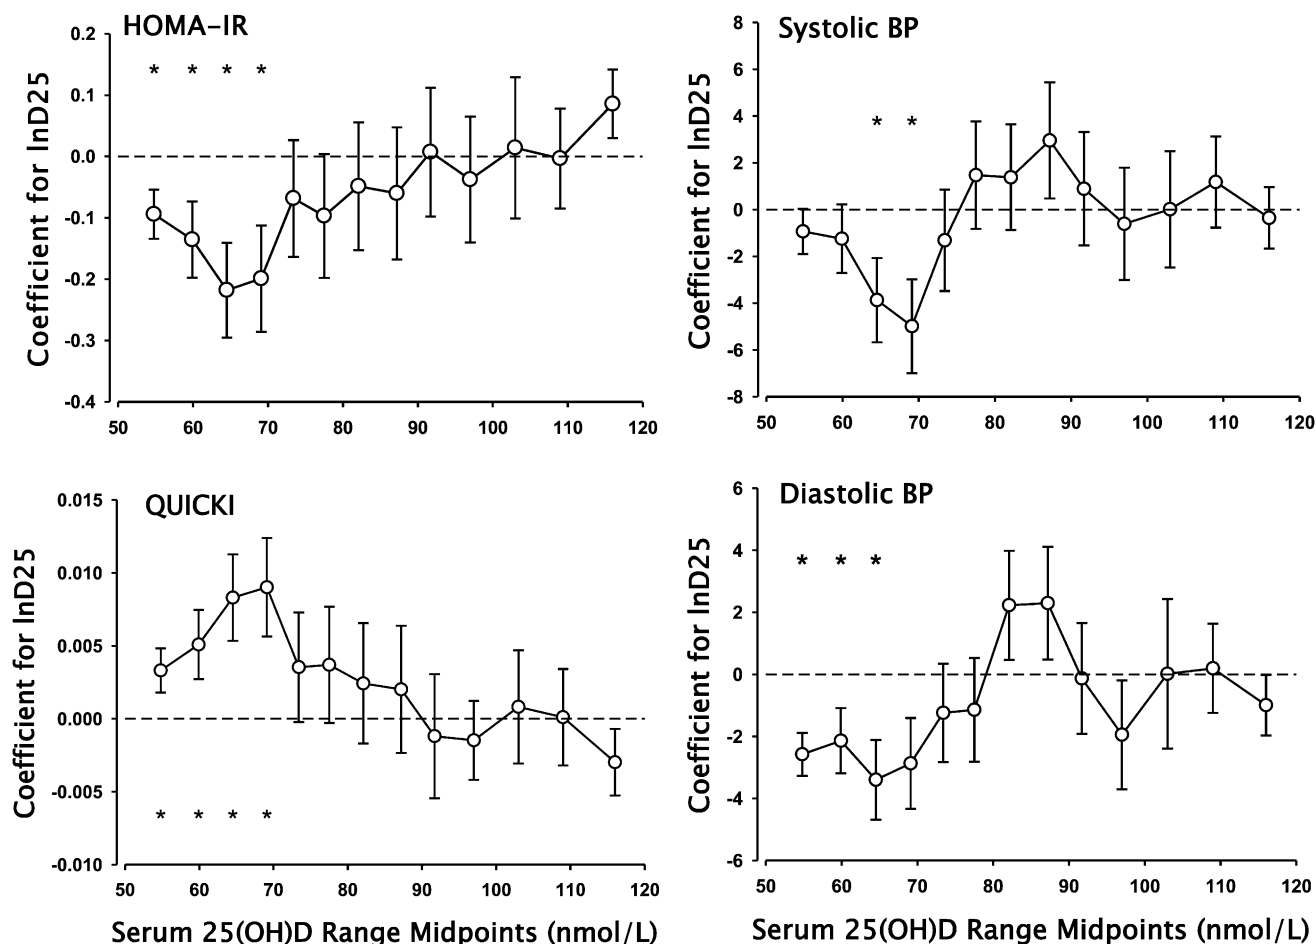 HOMA–IR
Coefficient for lnD25
0.2
0.1
0.0
-0.1
-0.2
-0.3
-0.4
* * * *
50 60 70 80 90 100 110 120
Systolic BP
Coefficient for lnD25
8
6
4
2
0
-2
-4
-6
-8
* *
50 60 70 80 90 100 110 120
QUICKI
Coefficient for lnD25
0.015
0.010
0.005
0.000
-0.005
-0.010
* * * *
50 60 70 80 90 100 110 120
Serum 25(OH)D Range Midpoints (nmol/L)
Diastolic BP
Coefficient for lnD25
6
4
2
0
-2
-4
-6
* * *
50 60 70 80 90 100 110 120
Serum 25(OH)D Range Midpoints (nmol/L)